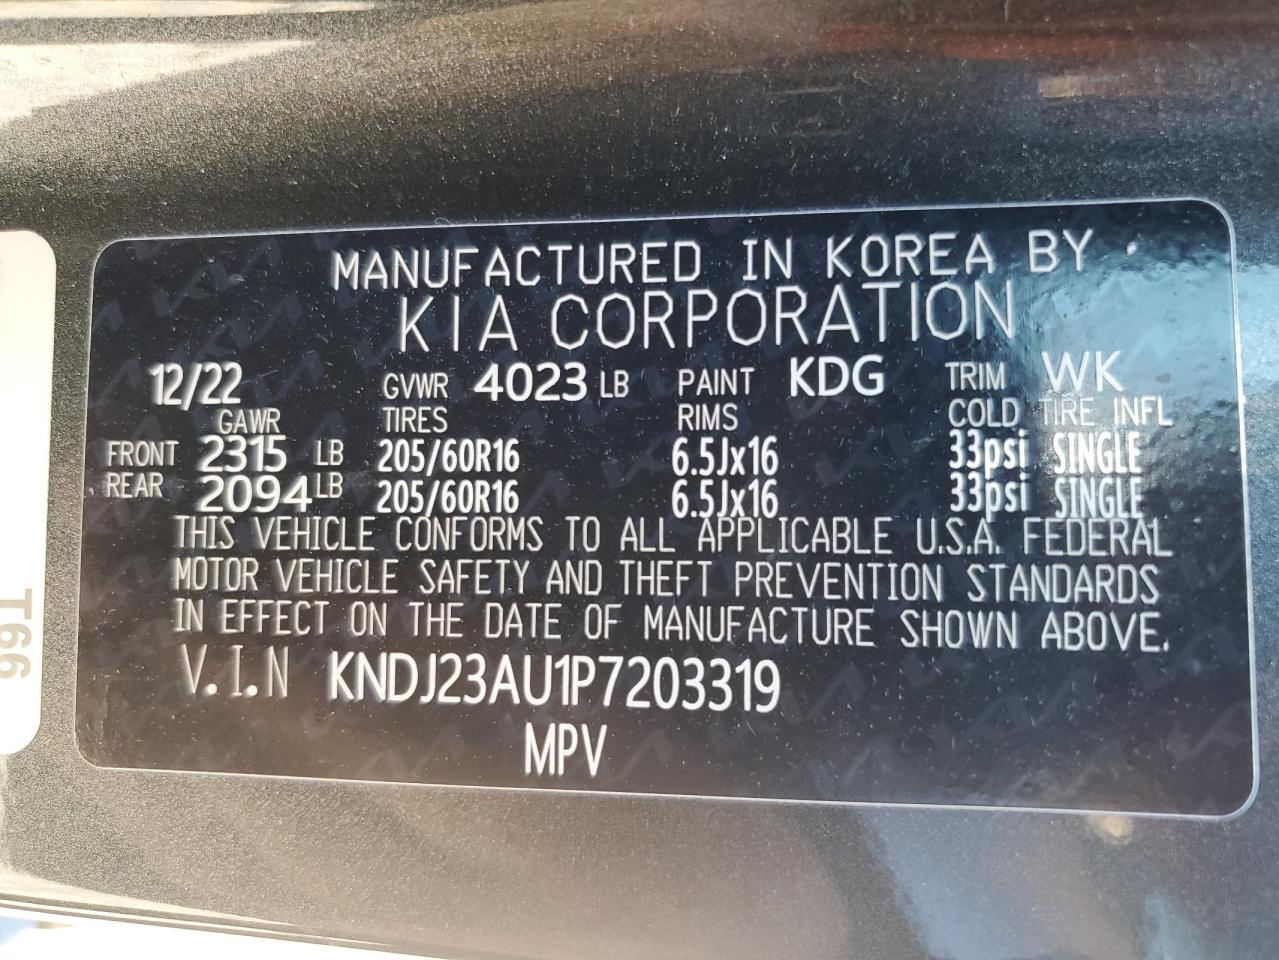 MANUFACTURED IN KOREA BY
KIA CORPORATION
12/22 GVWR 4023 LB PAINT KDG TRIM WK
GAWR TIRES RIMS COLD TIRE INFL
FRONT 2315 LB 205/60R16 6.5Jx16 33psi SINGLE
REAR 2094 LB 205/60R16 6.5Jx16 33psi SINGLE
THIS VEHICLE CONFORMS TO ALL APPLICABLE U.S.A. FEDERAL
MOTOR VEHICLE SAFETY AND THEFT PREVENTION STANDARDS
IN EFFECT ON THE DATE OF MANUFACTURE SHOWN ABOVE.
V.I.N KNDJ23AU1P7203319
MPV